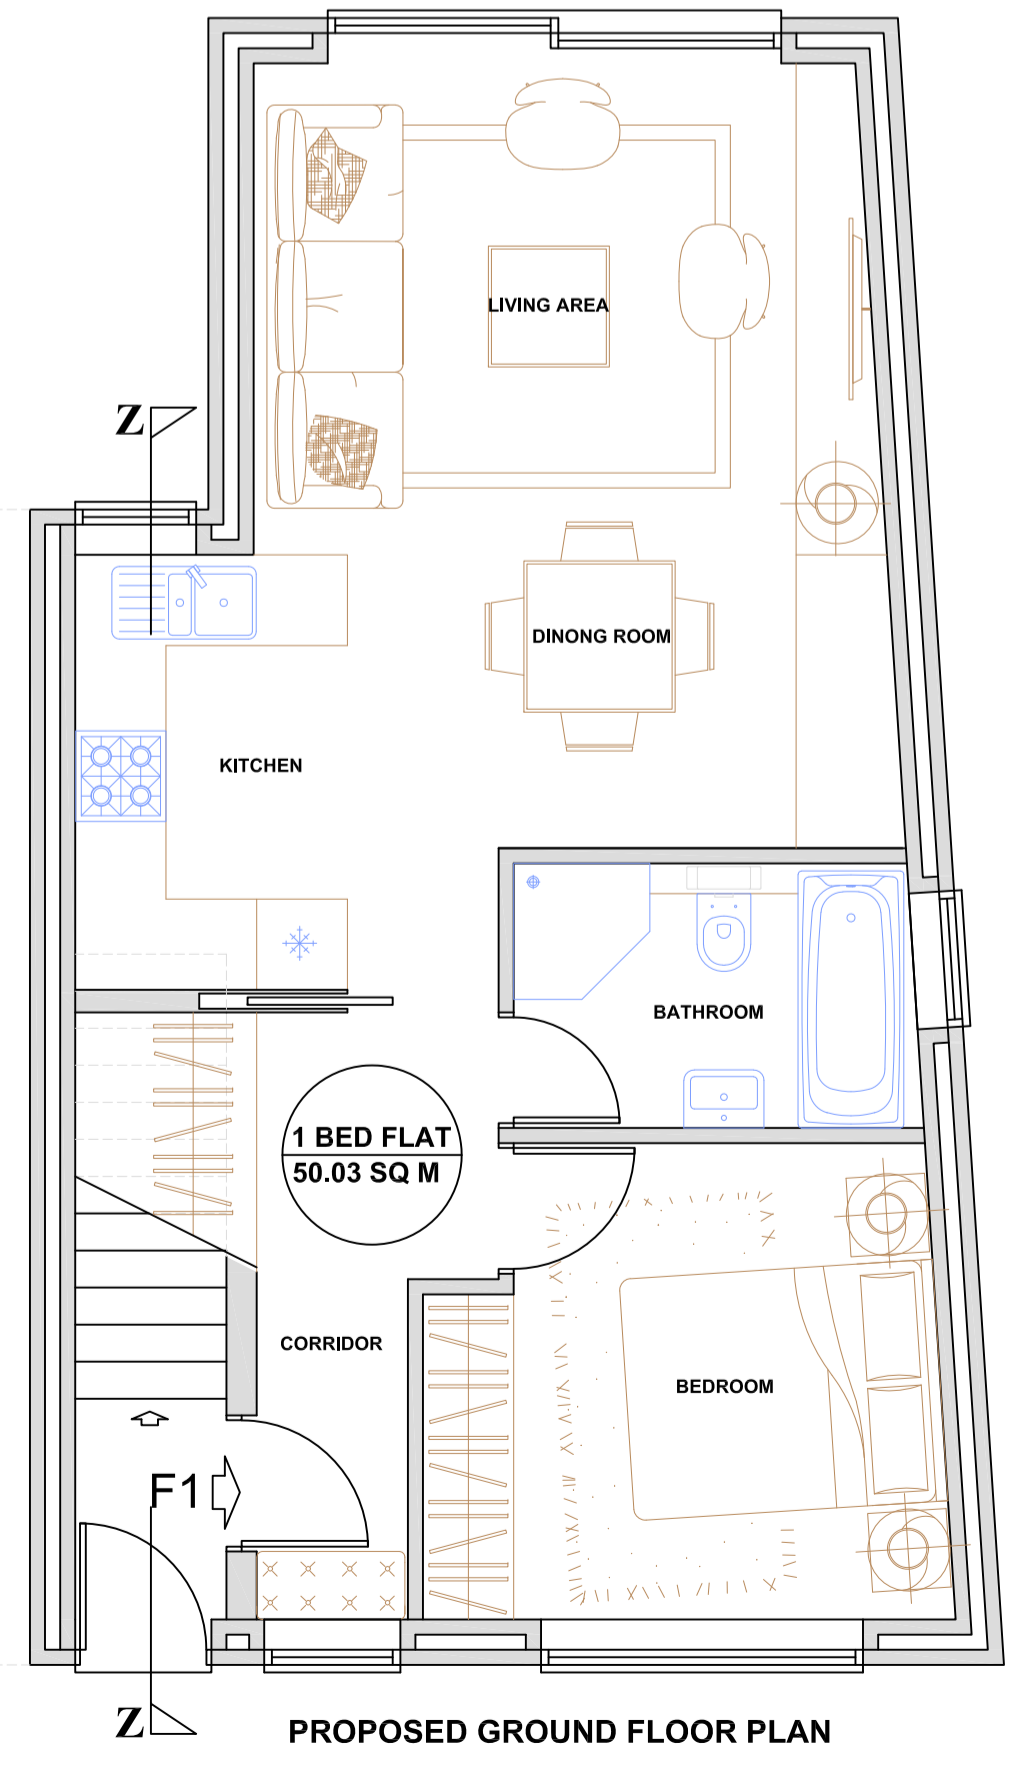 LIVING AREA
Z
DINONG ROOM
KITCHEN
BATHROOM
1 BED FLAT
50.03 SQ M
CORRIDOR
BEDROOM
F1
Z
PROPOSED GROUND FLOOR PLAN